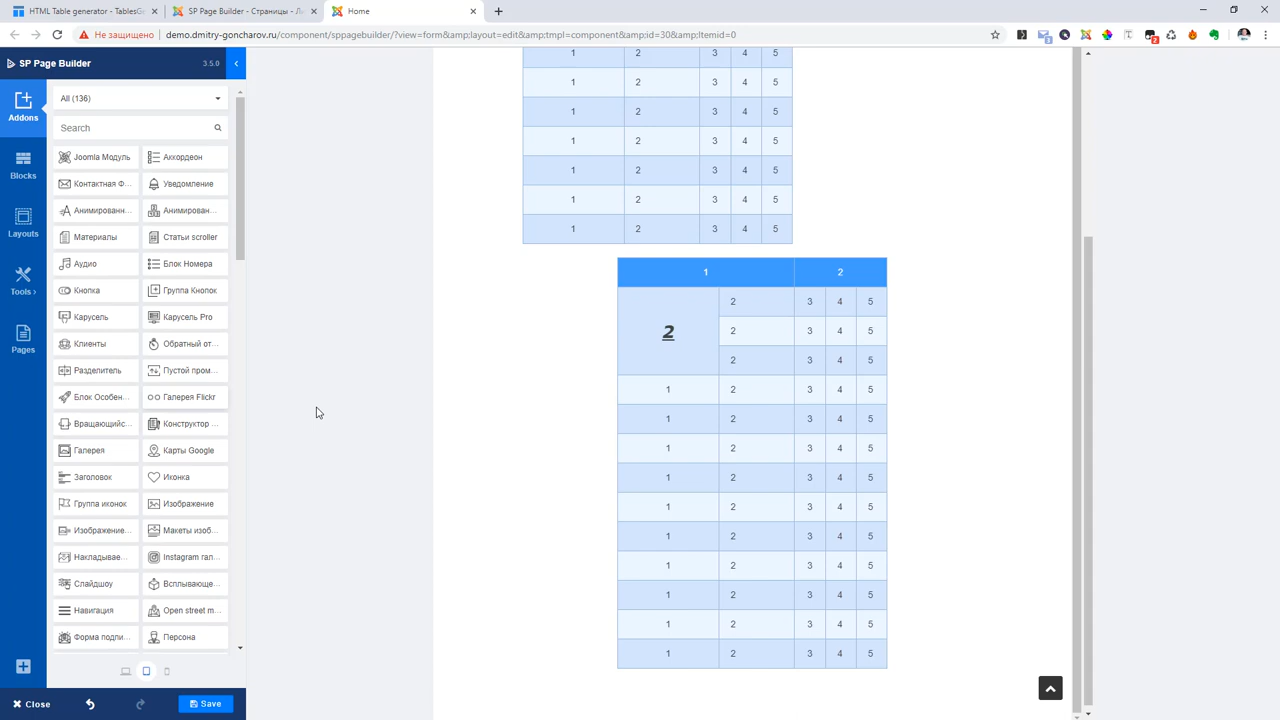 HTML Table generator - TablesGe
SP Page Builder - Страницы - Ли
Home
Не защищено
demo.dmitry-goncharov.ru/component/sppagebuilder/?view=form&amp;layout=edit&amp;tmpl=component&amp;id=30&amp;Itemid=0
SP Page Builder
3.5.0
Addons
Blocks
Layouts
Tools
Pages
All (136)
Search
Joomla Модуль
Аккордеон
Контактная Ф...
Уведомление
Анимированн...
Анимирован...
Материалы
Статьи scroller
Аудио
Блок Номера
Кнопка
Группа Кнопок
Карусель
Карусель Pro
Клиенты
Обратный от...
Разделитель
Пустой пром...
Блок Особен...
Галерея Flickr
Вращающийс...
Конструктор ...
Галерея
Карты Google
Заголовок
Иконка
Группа иконок
Изображение
Изображение...
Макеты изоб...
Накладывае...
Instagram гал...
Слайдшоу
Всплывающе...
Навигация
Open street m...
Форма подпи...
Персона
Close
Save
1 2 3 4 5
1 2 3 4 5
1 2 3 4 5
1 2 3 4 5
1 2 3 4 5
1 2 3 4 5
1 2 3 4 5
1 2
2 2 3 4 5
2 3 4 5
2 3 4 5
1 2 3 4 5
1 2 3 4 5
1 2 3 4 5
1 2 3 4 5
1 2 3 4 5
1 2 3 4 5
1 2 3 4 5
1 2 3 4 5
1 2 3 4 5
1 2 3 4 5